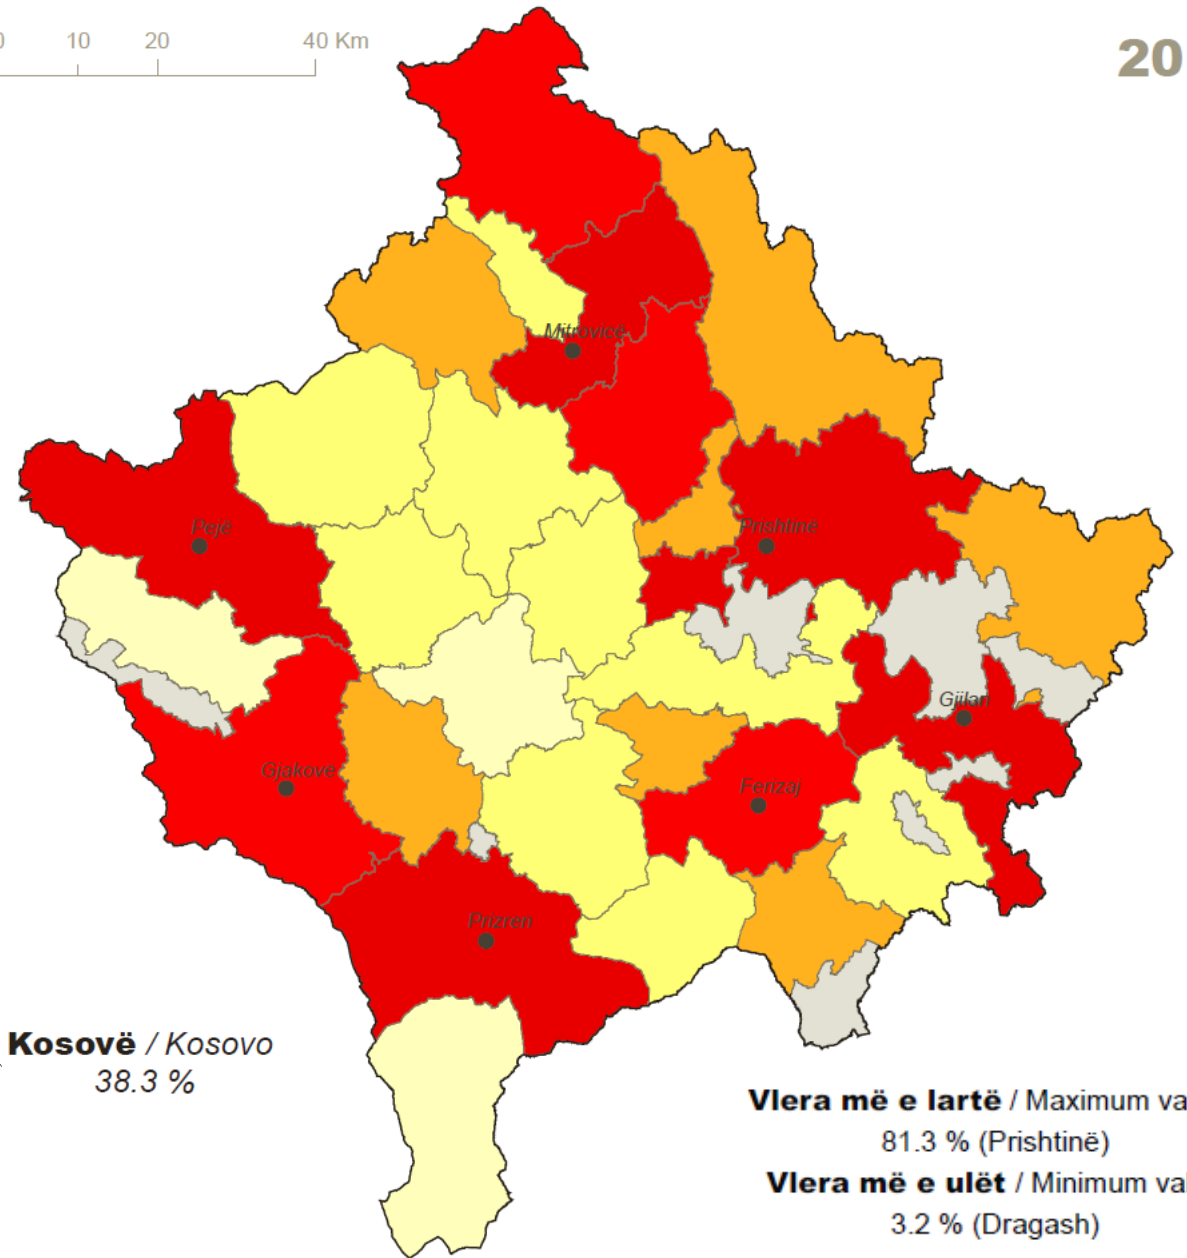 0 10 20 40 Km
20
Mitrovicë
Pejë
Prishtinë
Gjilan
Gjakovë
Ferizaj
Prizren
Kosovë / Kosovo
38.3 %
Vlera më e lartë / Maximum va
81.3 % (Prishtinë)
Vlera më e ulët / Minimum va
3.2 % (Dragash)